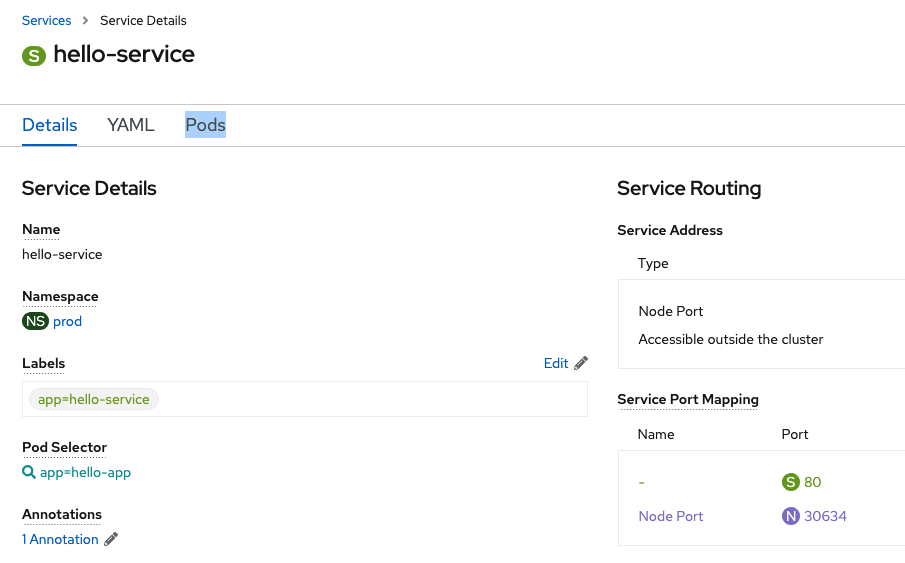 Services > Service Details
S hello-service
Details YAML Pods
Service Details
Name
hello-service
Namespace
NS prod
Labels Edit
app=hello-service
Pod Selector
app=hello-app
Annotations
1 Annotation
Service Routing
Service Address
Type
Node Port
Accessible outside the cluster
Service Port Mapping
Name Port
- S 80
Node Port N 30634